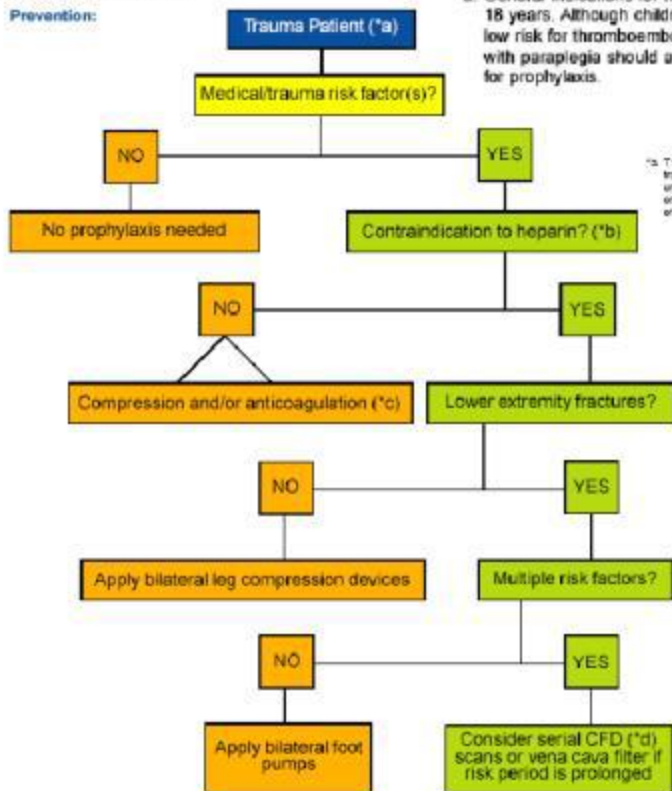 Prevention:
Trauma Patient (*a)
18 years. Although childr
low risk for thromboembo
with paraplegia should a
for prophylaxis.
Medical/trauma risk factor(s)?
NO
YES
No prophylaxis needed
Contraindication to heparin? (*b)
NO
YES
Compression and/or anticoagulation (*c)
Lower extremity fractures?
NO
YES
Apply bilateral leg compression devices
Multiple risk factors?
NO
YES
Apply bilateral foot
pumps
Consider serial CFD (*d)
scans or vena cava filter if
risk period is prolonged